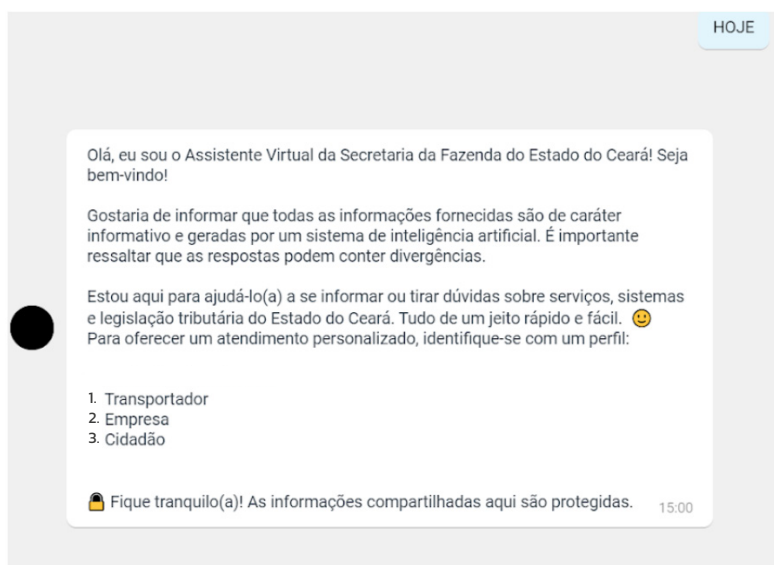 HOJE
Olá, eu sou o Assistente Virtual da Secretaria da Fazenda do Estado do Ceará! Seja
bem-vindo!
Gostaria de informar que todas as informações fornecidas são de caráter
informativo e geradas por um sistema de inteligência artificial. É importante
ressaltar que as respostas podem conter divergências.
Estou aqui para ajudá-lo(a) a se informar ou tirar dúvidas sobre serviços, sistemas
e legislação tributária do Estado do Ceará. Tudo de um jeito rápido e fácil. 🙂
Para oferecer um atendimento personalizado, identifique-se com um perfil:
1. Transportador
2. Empresa
3. Cidadão
🔒 Fique tranquilo(a)! As informações compartilhadas aqui são protegidas. 15:00